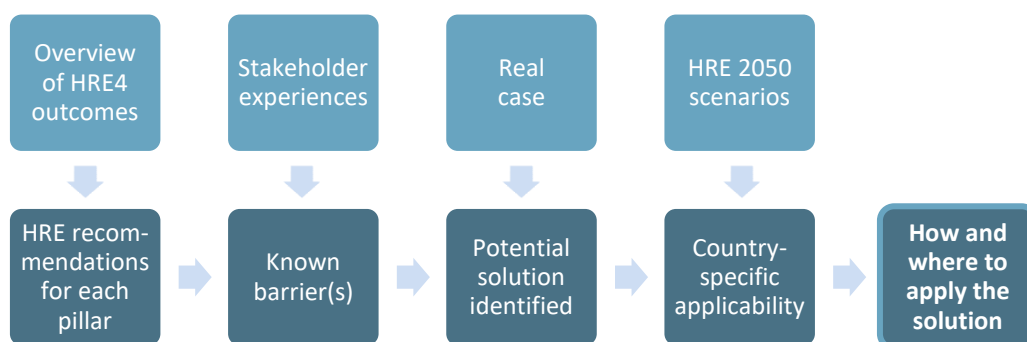 Overview
of HRE4
outcomes
Stakeholder
experiences
Real
case
HRE 2050
scenarios
HRE recom-
mendations
for each
pillar
Known
barrier(s)
Potential
solution
identified
Country-
specific
applicability
How and
where to
apply the
solution